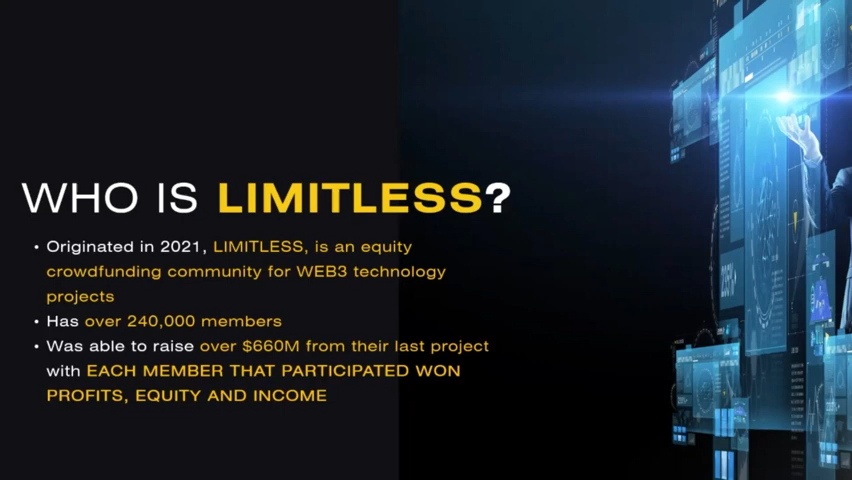 WHO IS LIMITLESS?
• Originated in 2021, LIMITLESS, is an equity
crowdfunding community for WEB3 technology
projects
• Has over 240,000 members
• Was able to raise over $660M from their last project
with EACH MEMBER THAT PARTICIPATED WON
PROFITS, EQUITY AND INCOME